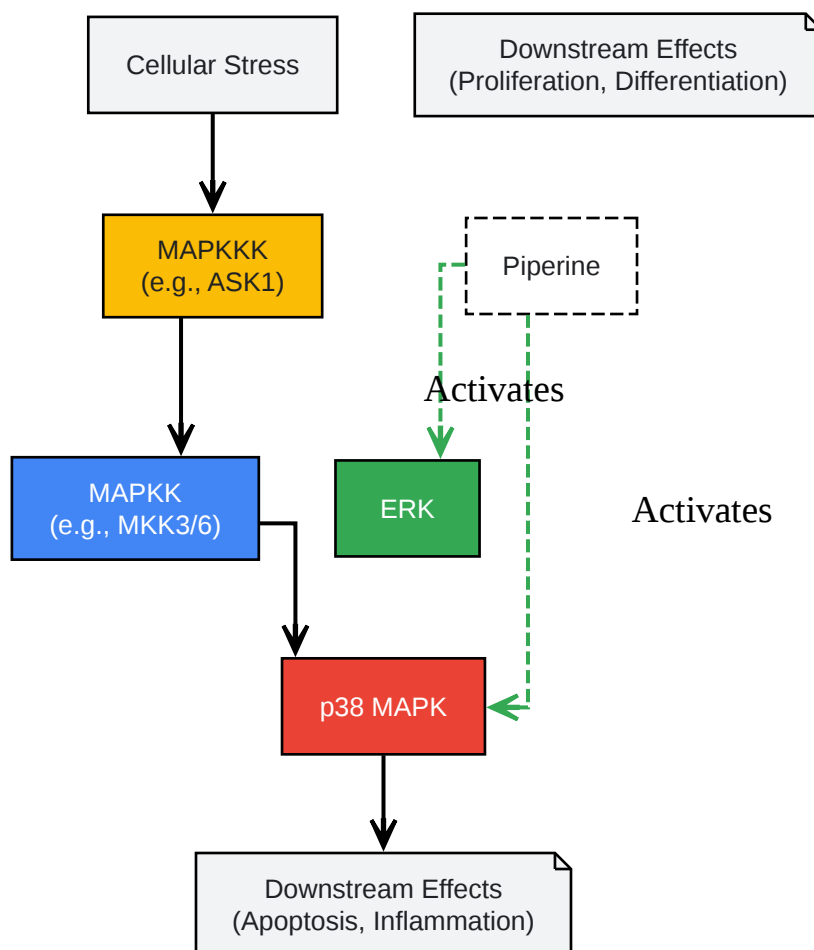 Cellular Stress
Downstream Effects
(Proliferation, Differentiation)
MAPKKK
(e.g., ASK1)
Piperine
Activates
MAPKK
(e.g., MKK3/6)
ERK
Activates
p38 MAPK
Downstream Effects
(Apoptosis, Inflammation)